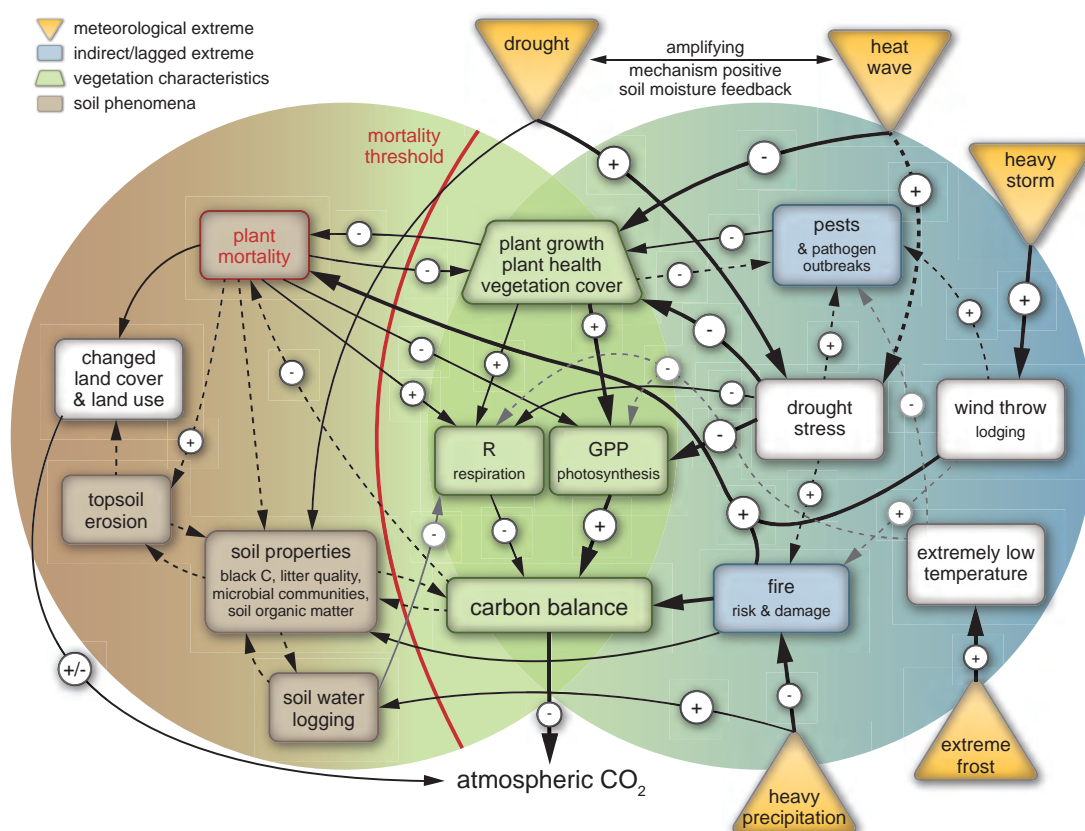 meteorological extreme
indirect/lagged extreme
vegetation characteristics
soil phenomena
drought
amplifying
mechanism positive
soil moisture feedback
heat
wave
mortality
threshold
heavy
storm
+
-
+
plant
mortality
-
-
plant growth
plant health
vegetation cover
-
-
pests
& pathogen
outbreaks
+
+
changed
land cover
& land use
-
-
+
+
-
-
+
+
R
respiration
GPP
photosynthesis
-
drought
stress
-
wind throw
lodging
+
topsoil
erosion
-
-
+
+
+
+
soil properties
black C, litter quality,
microbial communities,
soil organic matter
carbon balance
fire
risk & damage
extremely low
temperature
+/-
soil water
logging
+
-
+
-
atmospheric CO₂
heavy
precipitation
extreme
frost